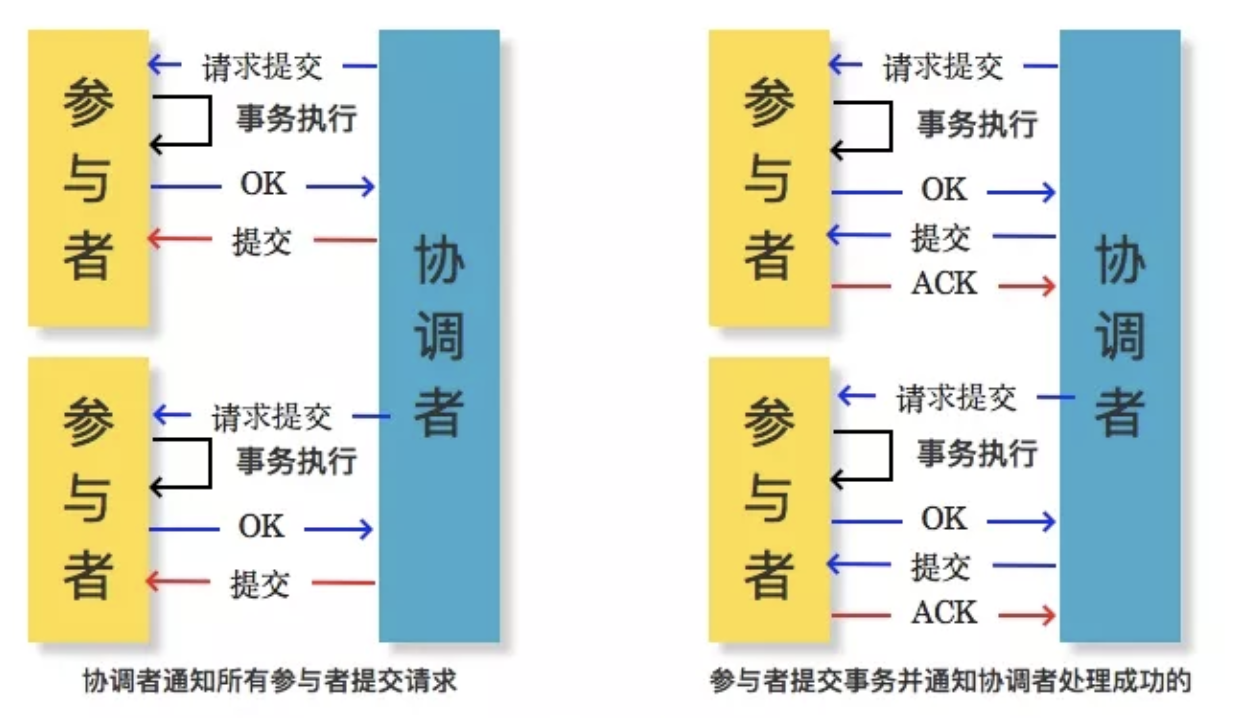 参与者
请求提交
事务执行
OK
提交
协调者
参与者
请求提交
事务执行
OK
提交
协调者通知所有参与者提交请求
参与者
请求提交
事务执行
OK
提交
ACK
协调者
参与者
请求提交
事务执行
OK
提交
ACK
参与者提交事务并通知协调者处理成功的